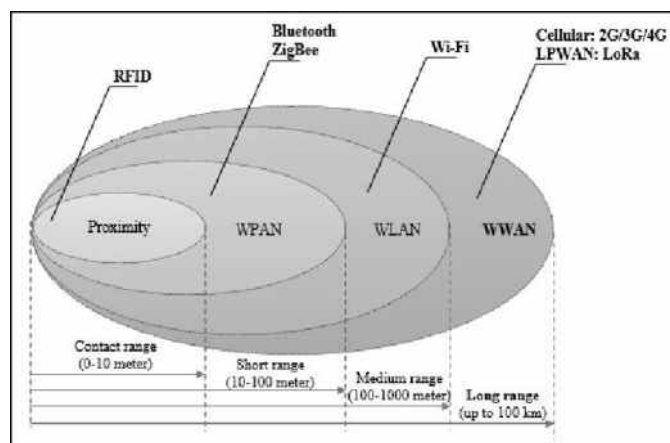 Cellular: 2G/3G/4G
LPWAN: LoRa
Bluetooth
ZigBee
Wi-Fi
RFID
Proximity
WPAN
WLAN
WWAN
Contact range
(0-10 meter)
Short range
(10-100 meter)
Medium range
(100-1000 meter)
Long range
(up to 100 km)